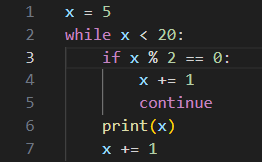 1 x = 5
2 while x < 20:
3     if x % 2 == 0:
4         x += 1
5         continue
6     print(x)
7     x += 1